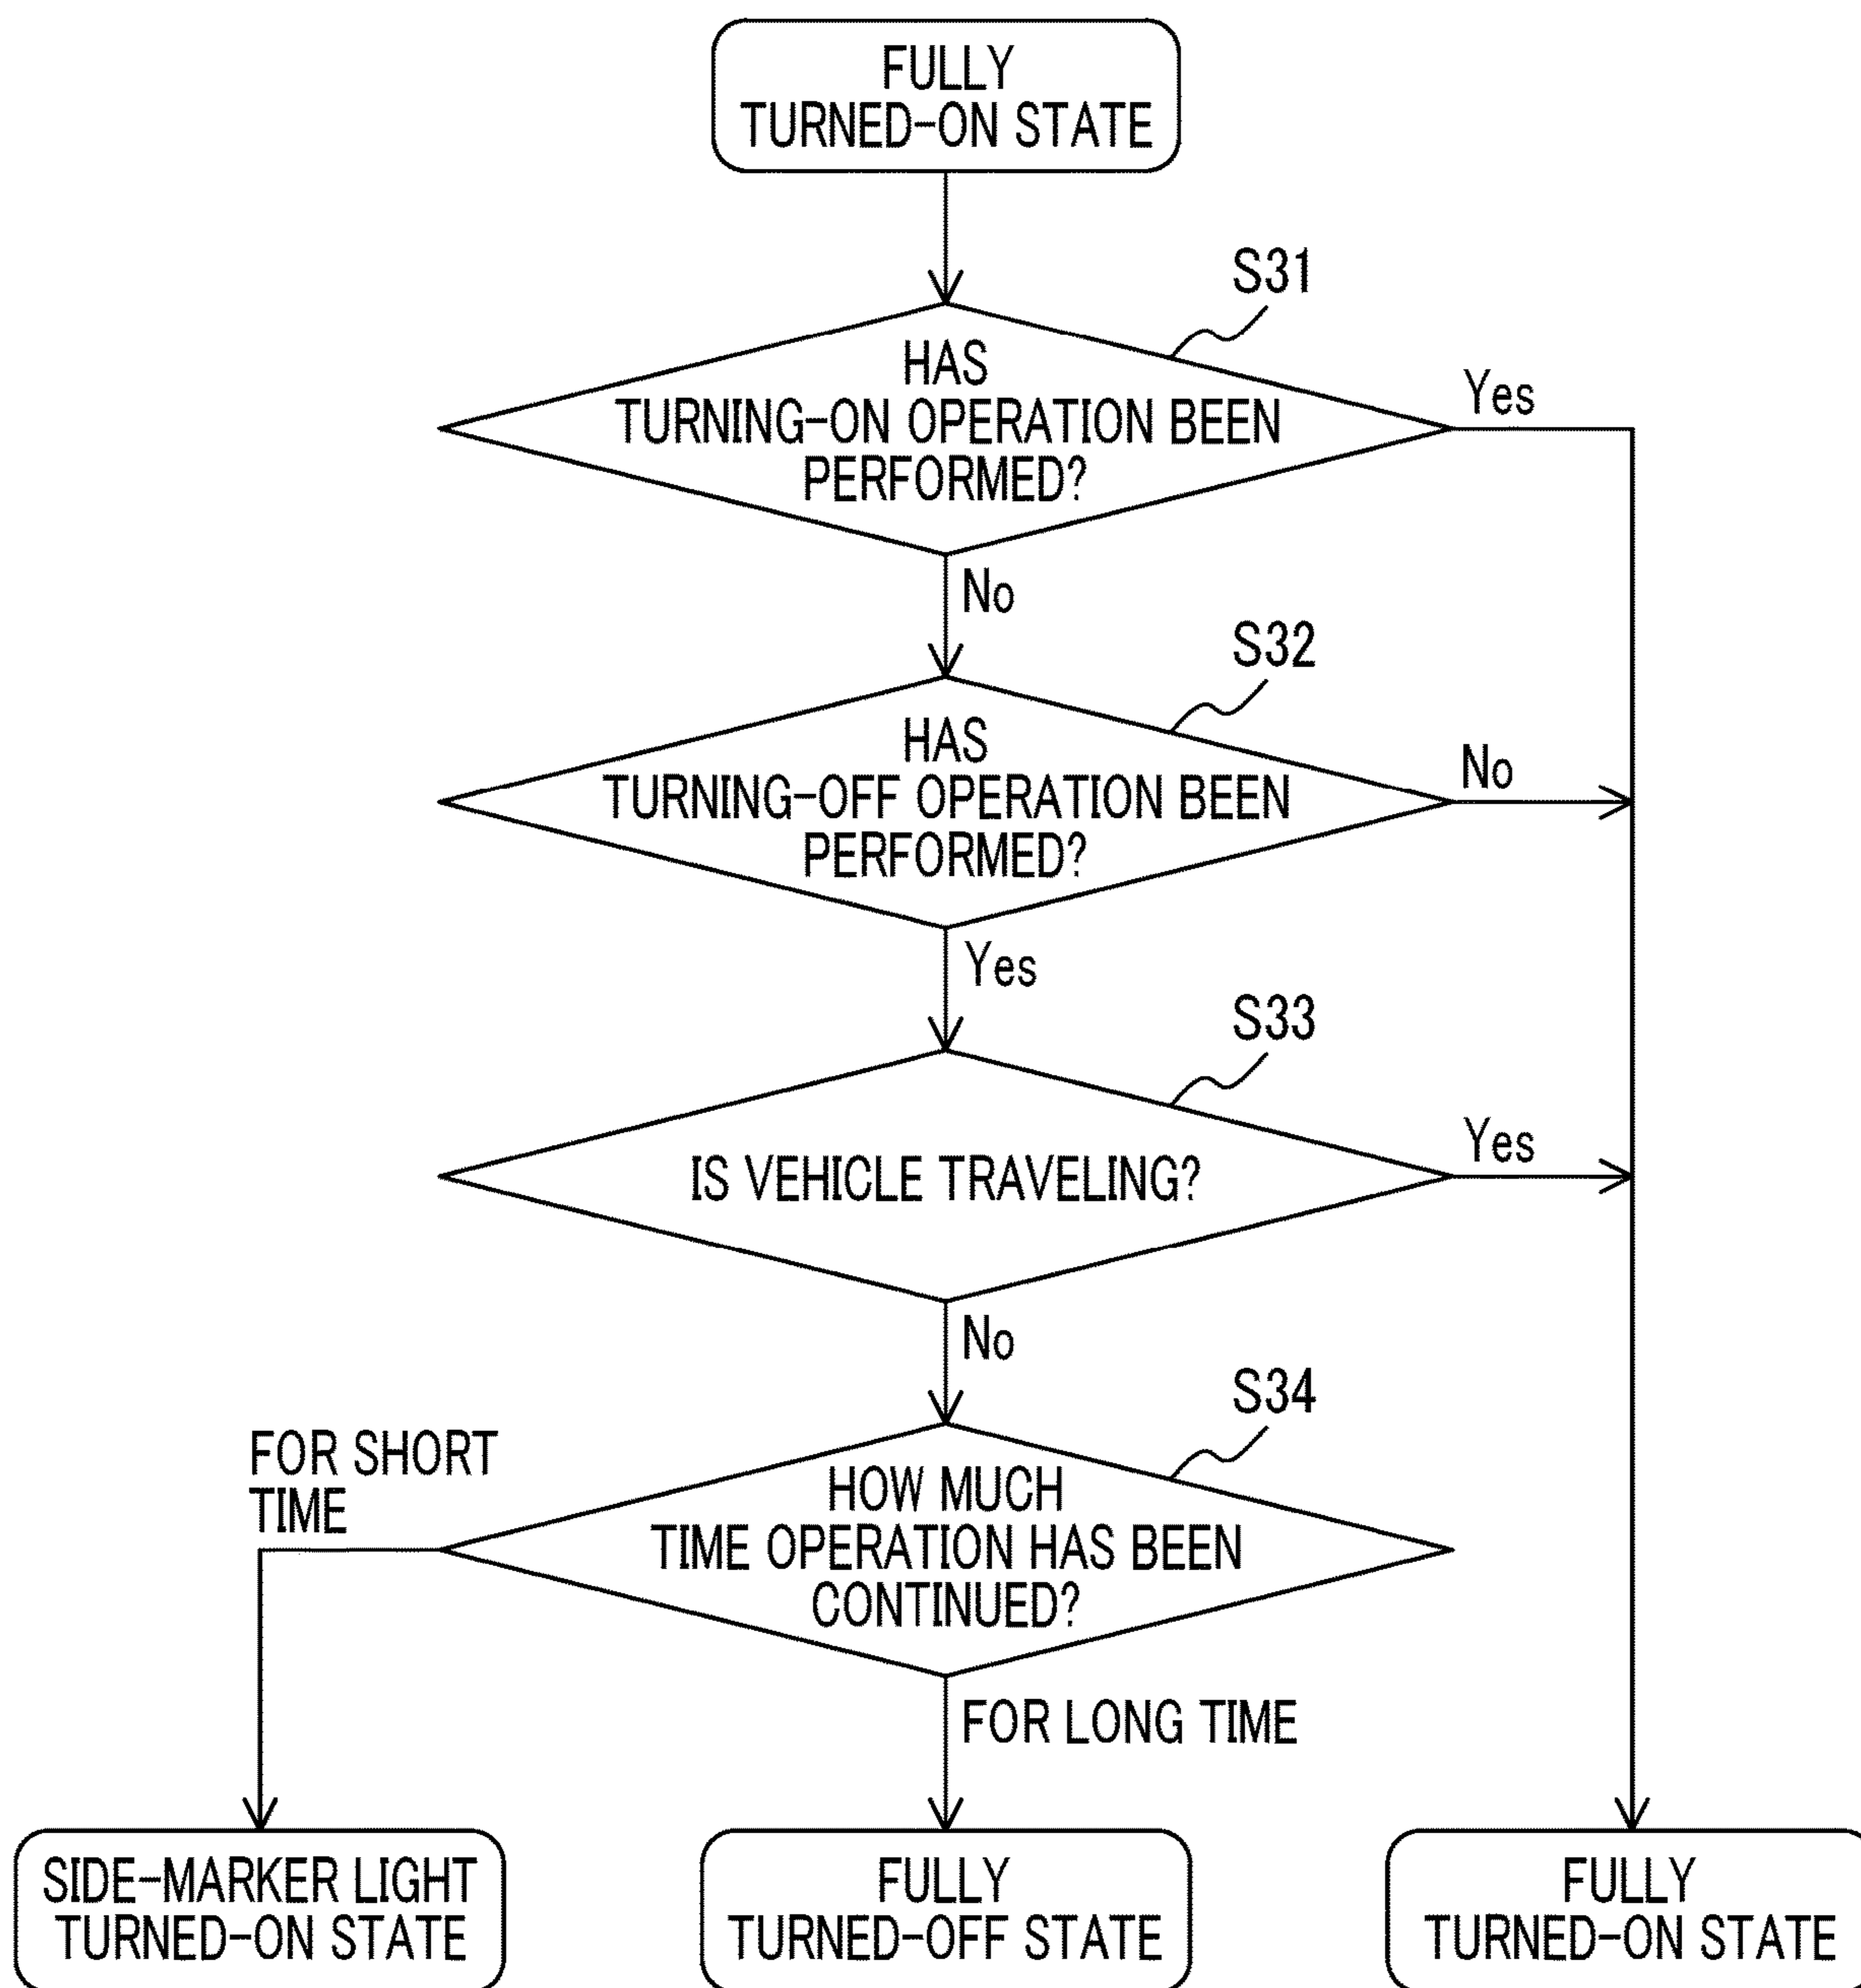 FULLY
TURNED-ON STATE
S31
HAS
TURNING-ON OPERATION BEEN
PERFORMED?
Yes
No
S32
HAS
TURNING-OFF OPERATION BEEN
PERFORMED?
No
Yes
S33
IS VEHICLE TRAVELING?
Yes
No
S34
FOR SHORT
TIME
HOW MUCH
TIME OPERATION HAS BEEN
CONTINUED?
FOR LONG TIME
SIDE-MARKER LIGHT
TURNED-ON STATE
FULLY
TURNED-OFF STATE
FULLY
TURNED-ON STATE